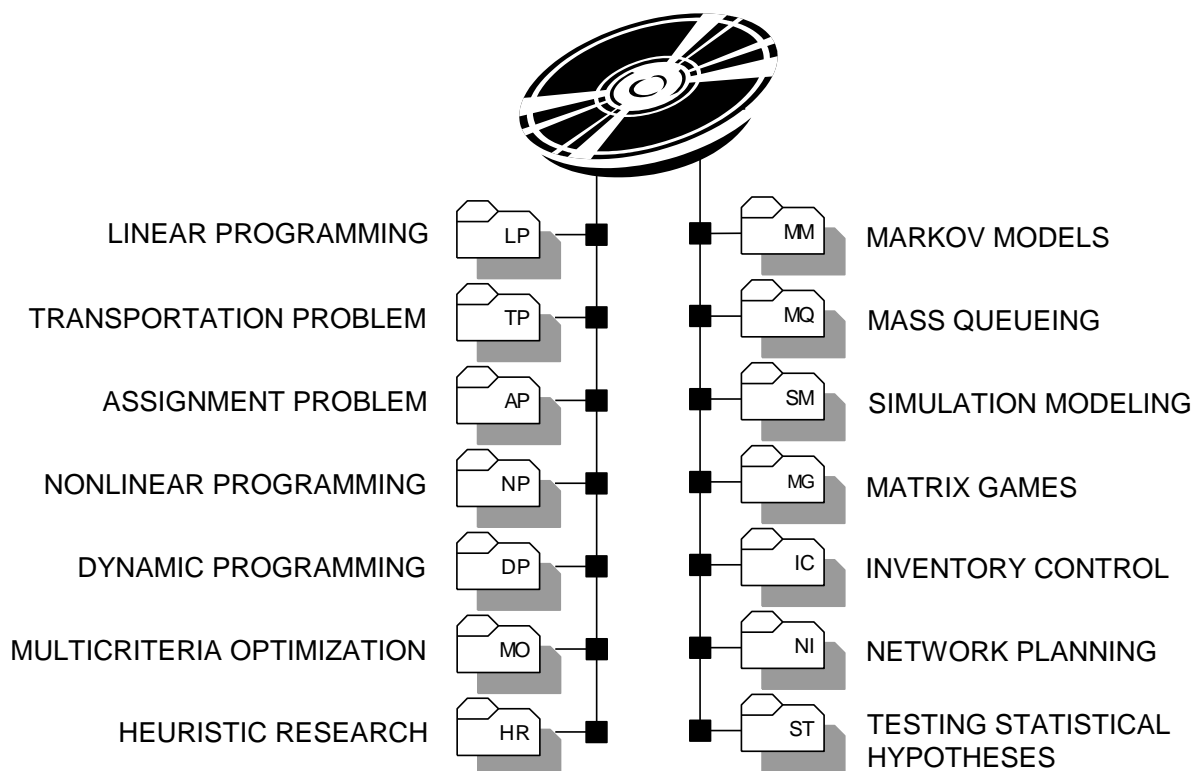 LINEAR PROGRAMMING LP
TRANSPORTATION PROBLEM TP
ASSIGNMENT PROBLEM AP
NONLINEAR PROGRAMMING NP
DYNAMIC PROGRAMMING DP
MULTICRITERIA OPTIMIZATION MO
HEURISTIC RESEARCH HR
MM MARKOV MODELS
MQ MASS QUEUEING
SM SIMULATION MODELING
MG MATRIX GAMES
IC INVENTORY CONTROL
NI NETWORK PLANNING
ST TESTING STATISTICAL
HYPOTHESES